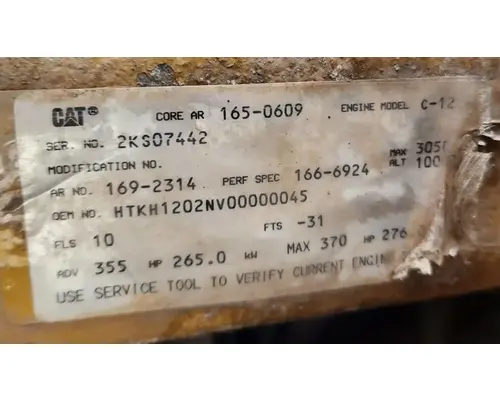 CAT® CORE AR 165-0609 ENGINE MODEL C-12
SER. NO. 2KS07442
MODIFICATION NO. MAX ALT
AR NO. 169-2314 PERF SPEC 166-6924
OEM NO. HTKH1202NV00000045
FLS 10 FTS -31
ADV 355 HP 265.0 kW MAX 370 HP 276
USE SERVICE TOOL TO VERIFY CURRENT ENGINE